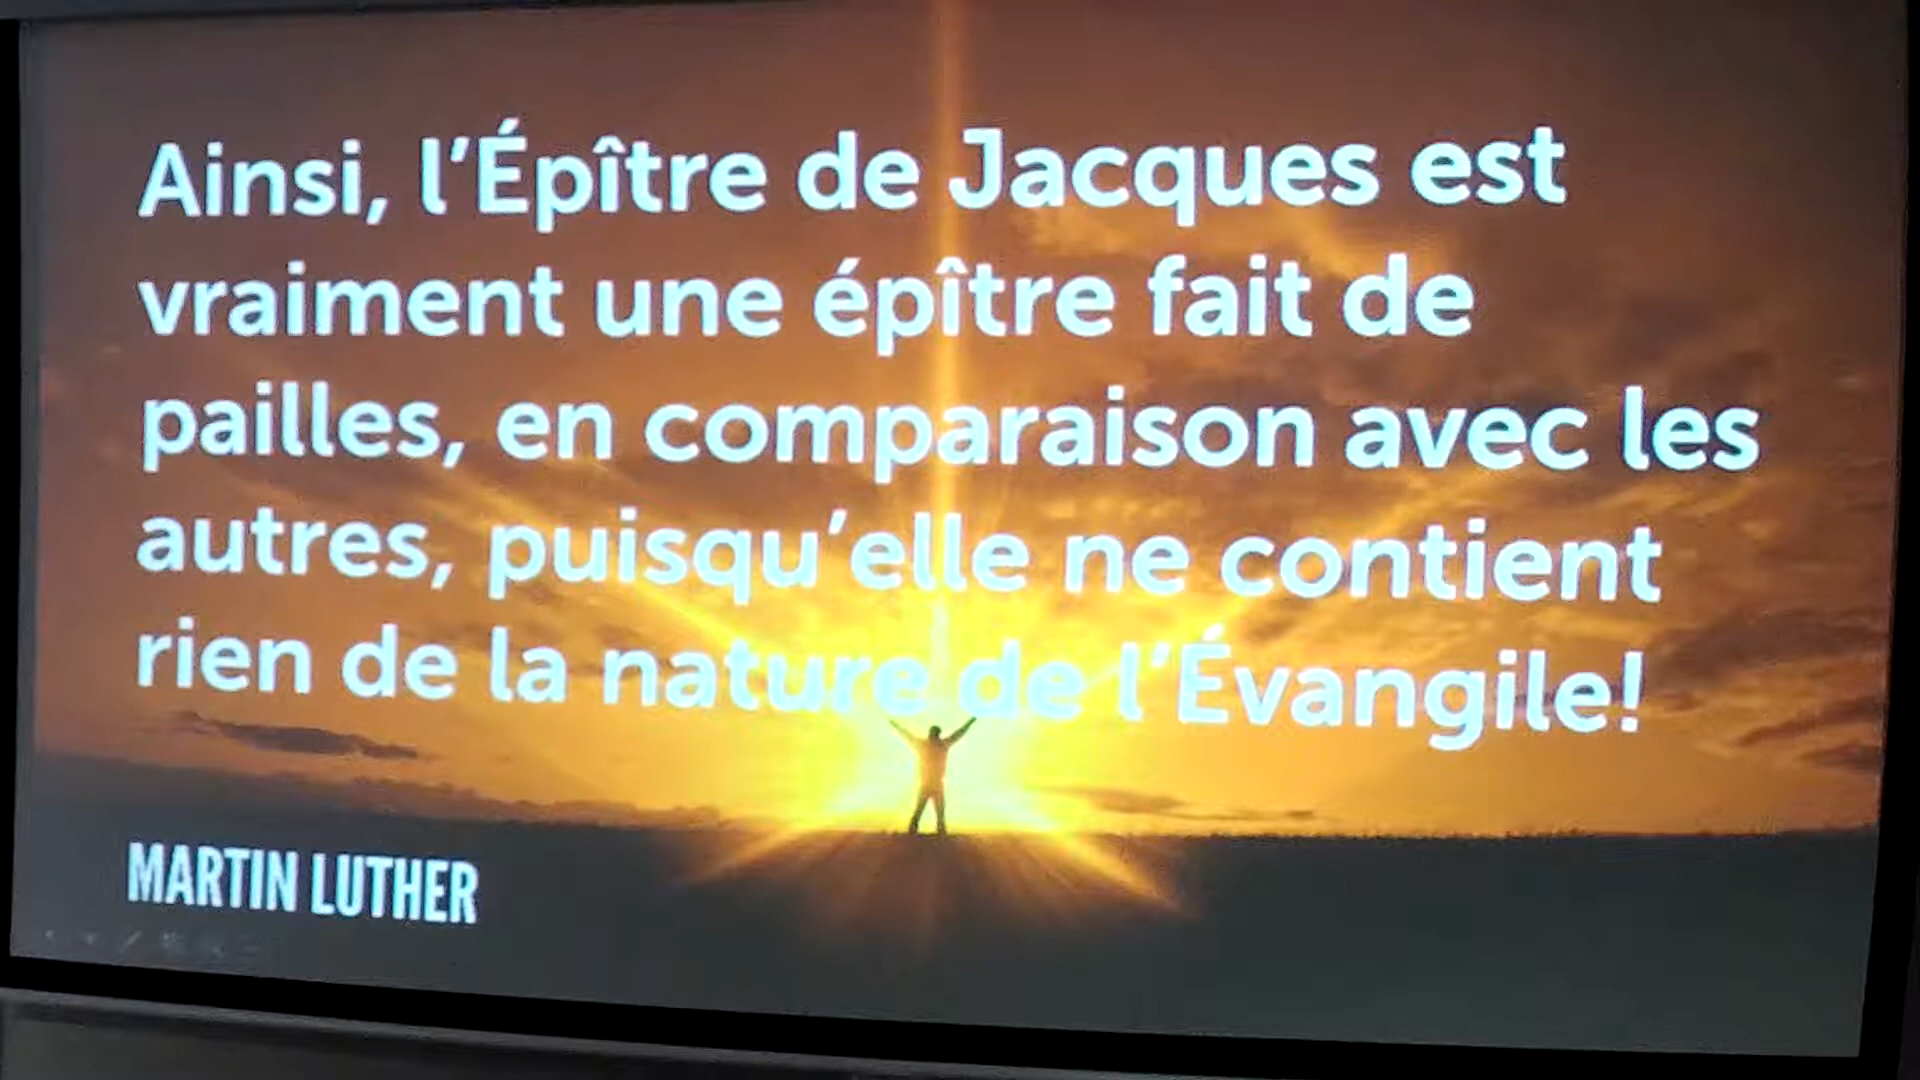 Ainsi, l’Épître de Jacques est
vraiment une épître fait de
pailles, en comparaison avec les
autres, puisqu’elle ne contient
rien de la nature de l’Évangile!
MARTIN LUTHER